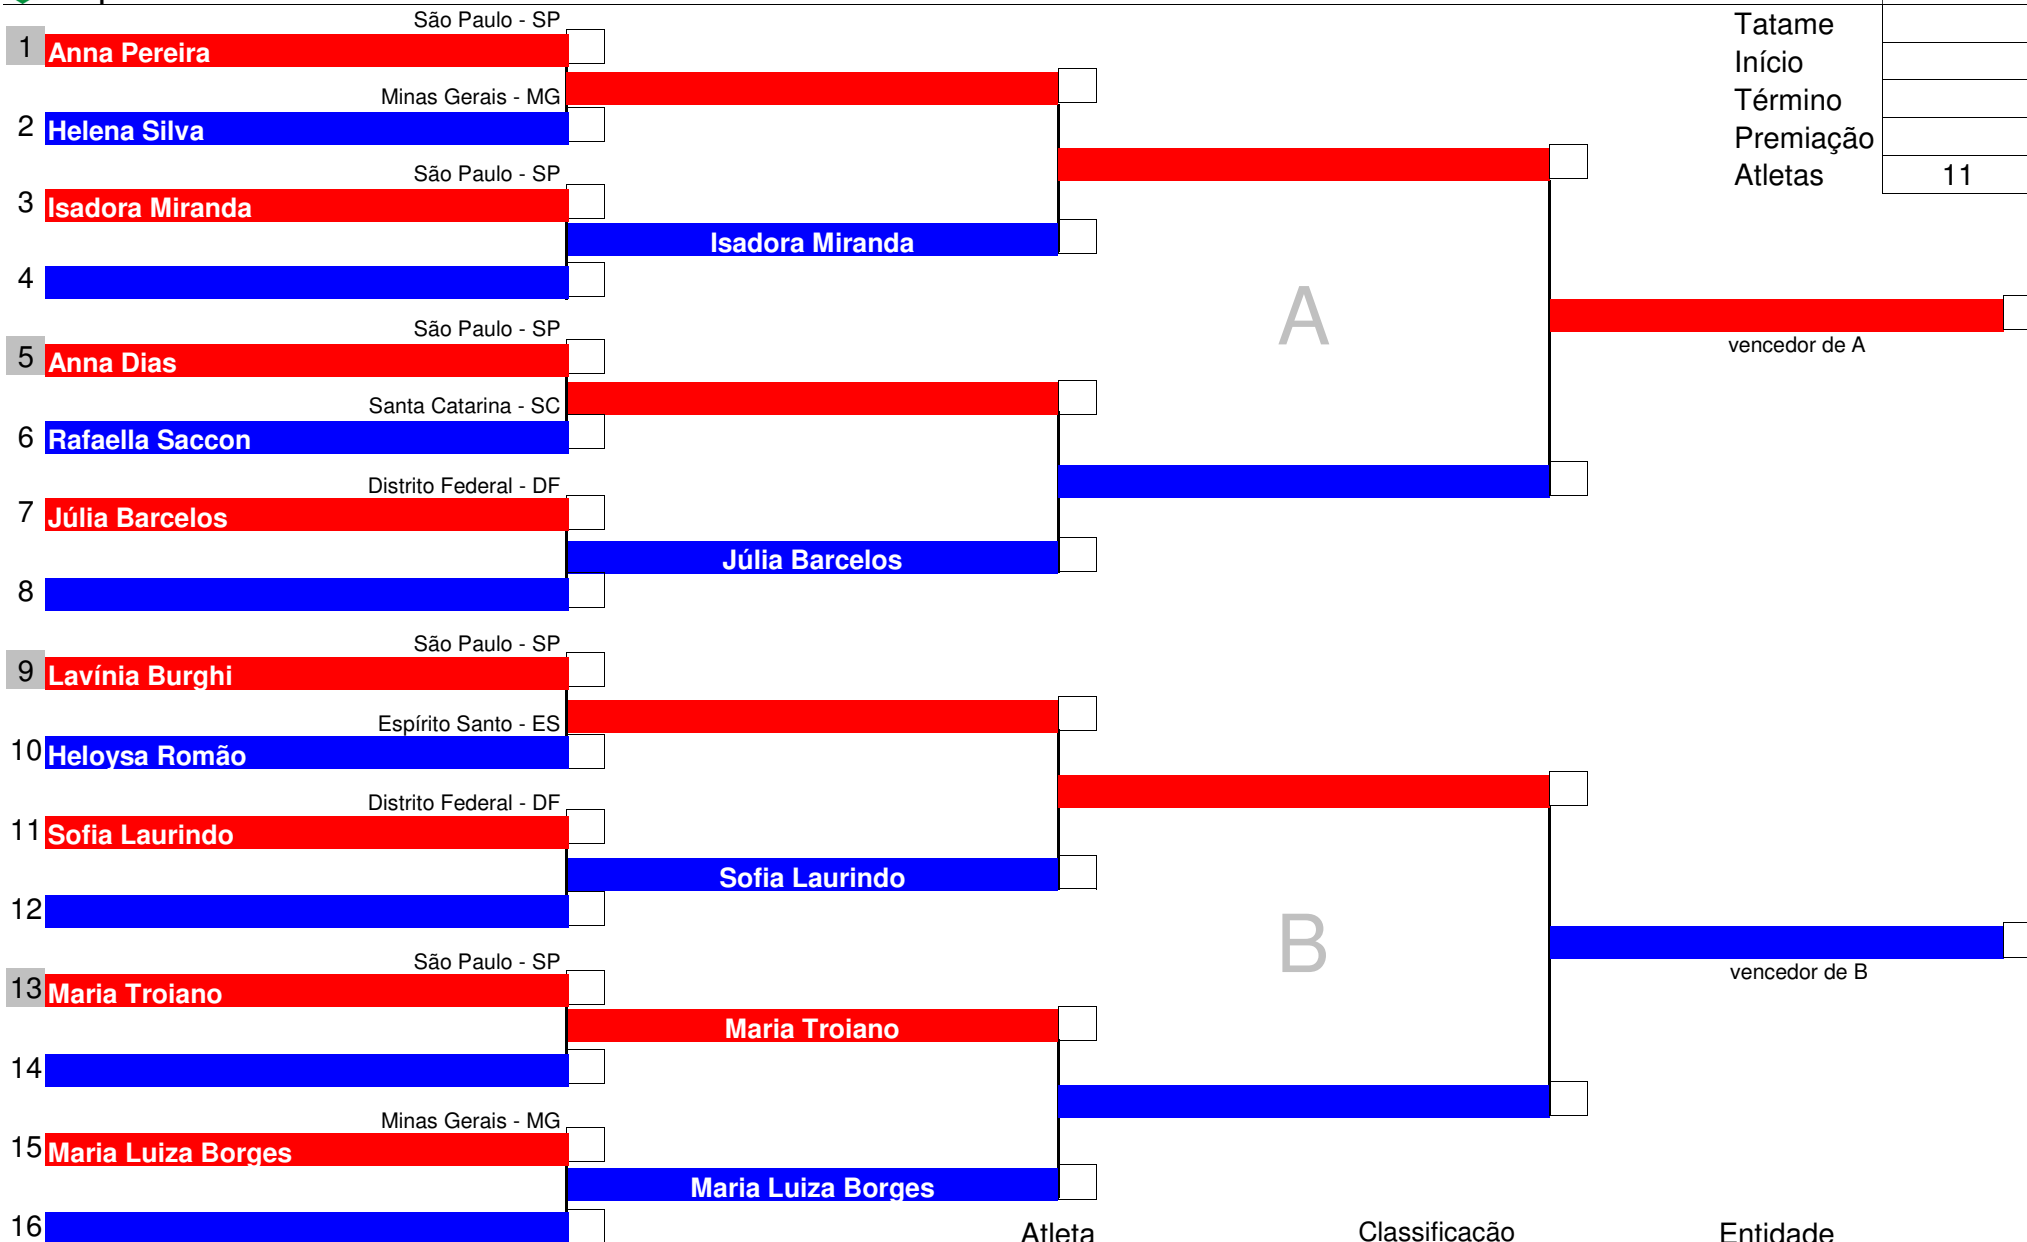 São Paulo - SP
1 Anna Pereira
Minas Gerais - MG
2 Helena Silva
São Paulo - SP
3 Isadora Miranda
Isadora Miranda
4
São Paulo - SP
5 Anna Dias
Santa Catarina - SC
6 Rafaella Saccon
Distrito Federal - DF
7 Júlia Barcelos
Júlia Barcelos
8
São Paulo - SP
9 Lavínia Burghi
Espírito Santo - ES
10 Heloysa Romão
Distrito Federal - DF
11 Sofia Laurindo
Sofia Laurindo
12
São Paulo - SP
13 Maria Troiano
Maria Troiano
14
Minas Gerais - MG
15 Maria Luiza Borges
Maria Luiza Borges
16
A
B
Tatame
Início
Término
Premiação
Atletas 11
vencedor de A
vencedor de B
Atleta Classificação Entidade